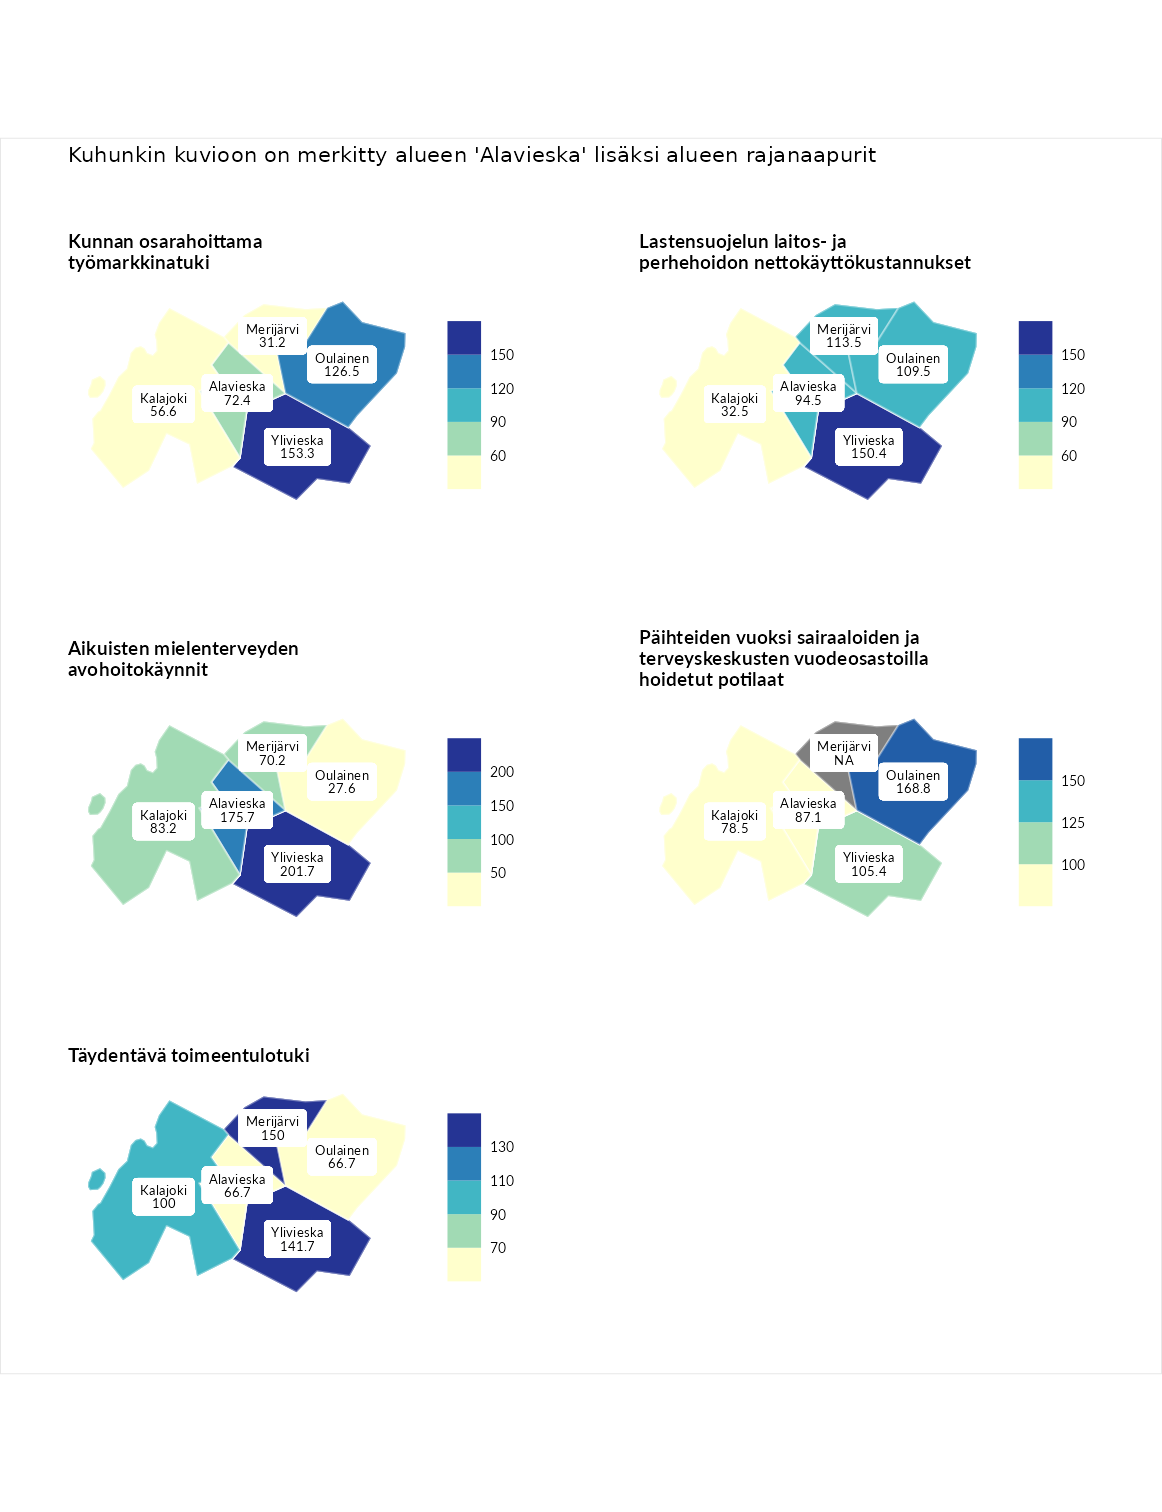 Kuhunkin kuvioon on merkitty alueen 'Alavieska' lisäksi alueen rajanaapurit
Kunnan osarahoittama
työmarkkinatuki
Merijärvi
31.2
Oulainen
126.5
Alavieska
72.4
Kalajoki
56.6
Ylivieska
153.3
150
120
90
60
Lastensuojelun laitos- ja
perhehoidon nettokäyttökustannukset
Merijärvi
113.5
Oulainen
109.5
Alavieska
94.5
Kalajoki
32.5
Ylivieska
150.4
150
120
90
60
Aikuisten mielenterveyden
avohoitokäynnit
Merijärvi
70.2
Oulainen
27.6
Alavieska
175.7
Kalajoki
83.2
Ylivieska
201.7
200
150
100
50
Päihteiden vuoksi sairaaloiden ja
terveyskeskusten vuodeosastoilla
hoidetut potilaat
Merijärvi
NA
Oulainen
168.8
Alavieska
87.1
Kalajoki
78.5
Ylivieska
105.4
150
125
100
Täydentävä toimeentulotuki
Merijärvi
150
Oulainen
66.7
Alavieska
66.7
Kalajoki
100
Ylivieska
141.7
130
110
90
70